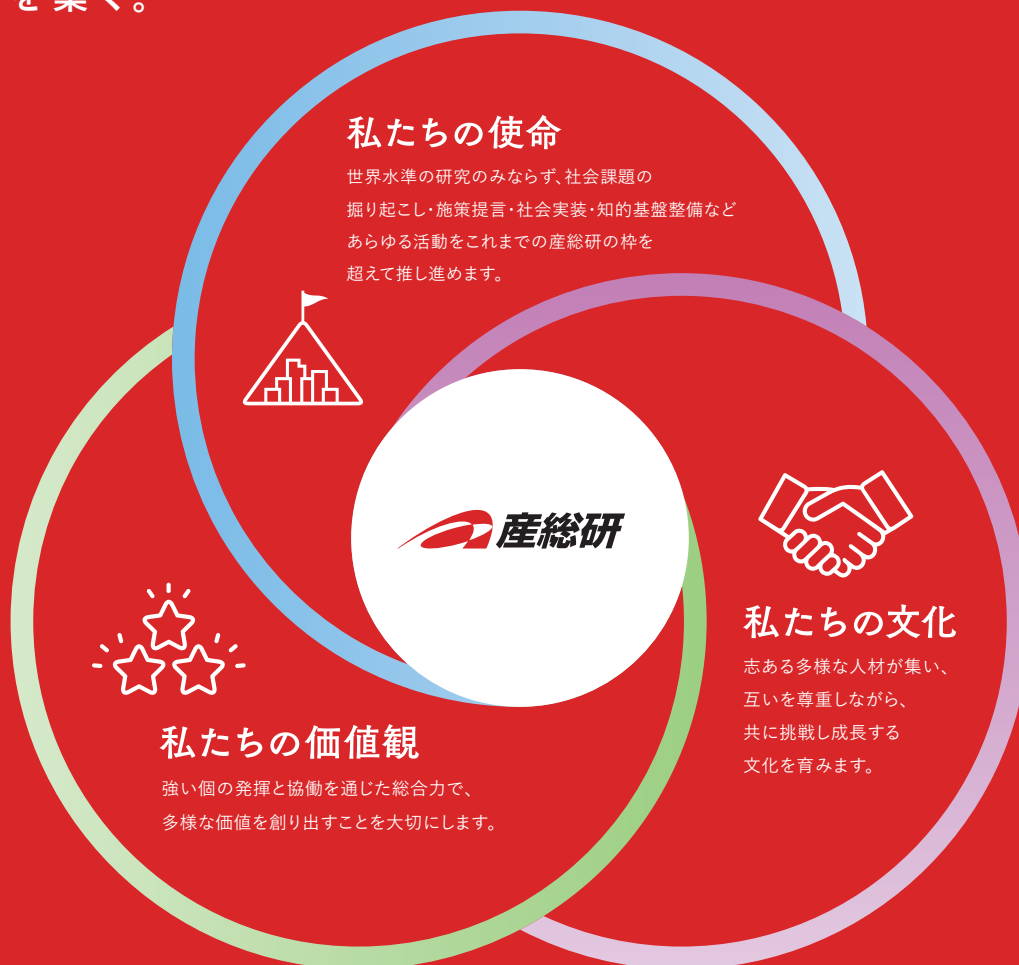 を築く。
私たちの使命
世界水準の研究のみならず、社会課題の
掘り起こし・施策提言・社会実装・知的基盤整備など
あらゆる活動をこれまでの産総研の枠を
超えて推し進めます。
産総研
私たちの文化
志ある多様な人材が集い、
互いを尊重しながら、
共に挑戦し成長する
文化を育みます。
私たちの価値観
強い個の発揮と協働を通じた総合力で、
多様な価値を創り出すことを大切にします。